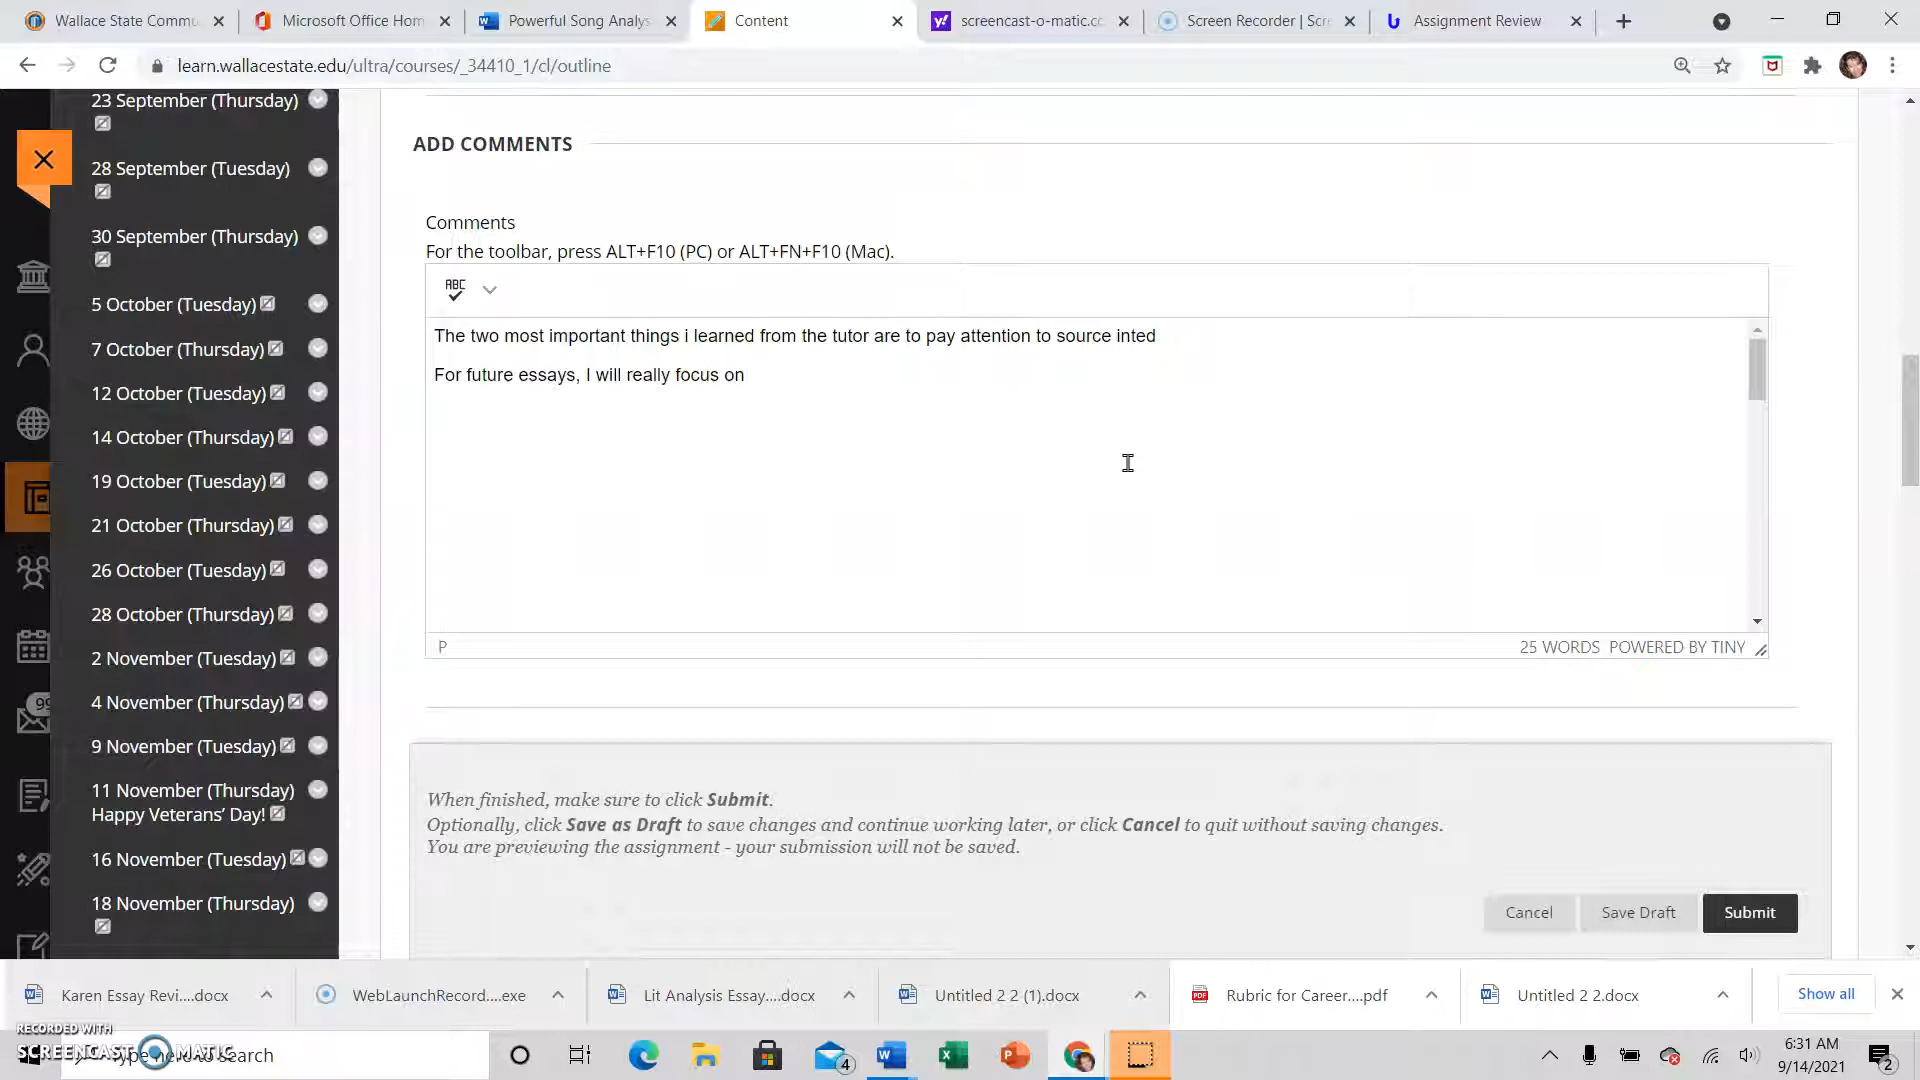 Wallace State Commu
Microsoft Office Hom
Powerful Song Analys
Content
screencast-o-matic.cc
Screen Recorder | Scre
Assignment Review
learn.wallacestate.edu/ultra/courses/_34410_1/cl/outline
23 September (Thursday)
28 September (Tuesday)
30 September (Thursday)
5 October (Tuesday)
7 October (Thursday)
12 October (Tuesday)
14 October (Thursday)
19 October (Tuesday)
21 October (Thursday)
26 October (Tuesday)
28 October (Thursday)
2 November (Tuesday)
4 November (Thursday)
9 November (Tuesday)
11 November (Thursday)
Happy Veterans' Day!
16 November (Tuesday)
18 November (Thursday)
99
ADD COMMENTS
Comments
For the toolbar, press ALT+F10 (PC) or ALT+FN+F10 (Mac).
ABC
The two most important things i learned from the tutor are to pay attention to source inted
For future essays, I will really focus on
P
25 WORDS POWERED BY TINY
When finished, make sure to click Submit.
Optionally, click Save as Draft to save changes and continue working later, or click Cancel to quit without saving changes.
You are previewing the assignment - your submission will not be saved.
Cancel
Save Draft
Submit
Karen Essay Revi....docx
WebLaunchRecord....exe
Lit Analysis Essay....docx
Untitled 2 2 (1).docx
Rubric for Career....pdf
Untitled 2 2.docx
Show all
RECORDED WITH
SCREENCAST MATIC
Type here to search
4
6:31 AM
9/14/2021
2